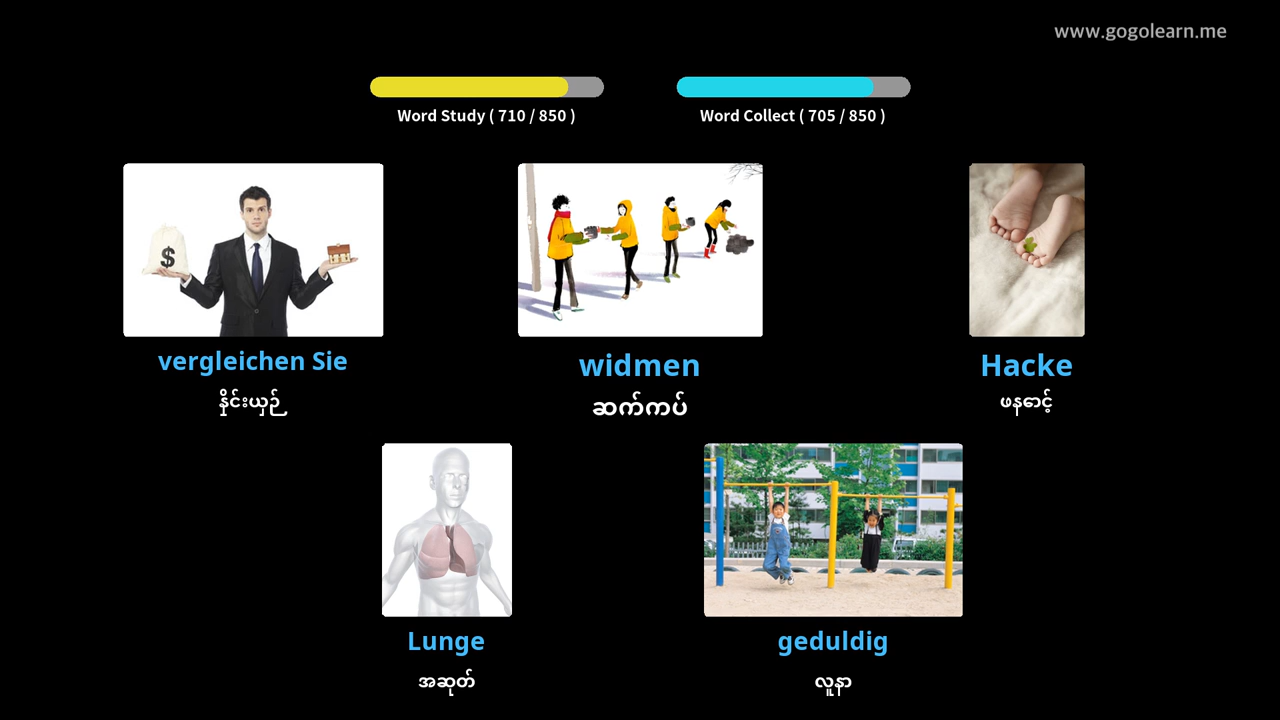 www.gogolearn.me
Word Study ( 710 / 850 )
Word Collect ( 705 / 850 )
$
vergleichen Sie
နှိုင်းယှဉ်
widmen
ဆက်ကပ်
Hacke
ဖနောင့်
Lunge
အဆုတ်
geduldig
လူနာ